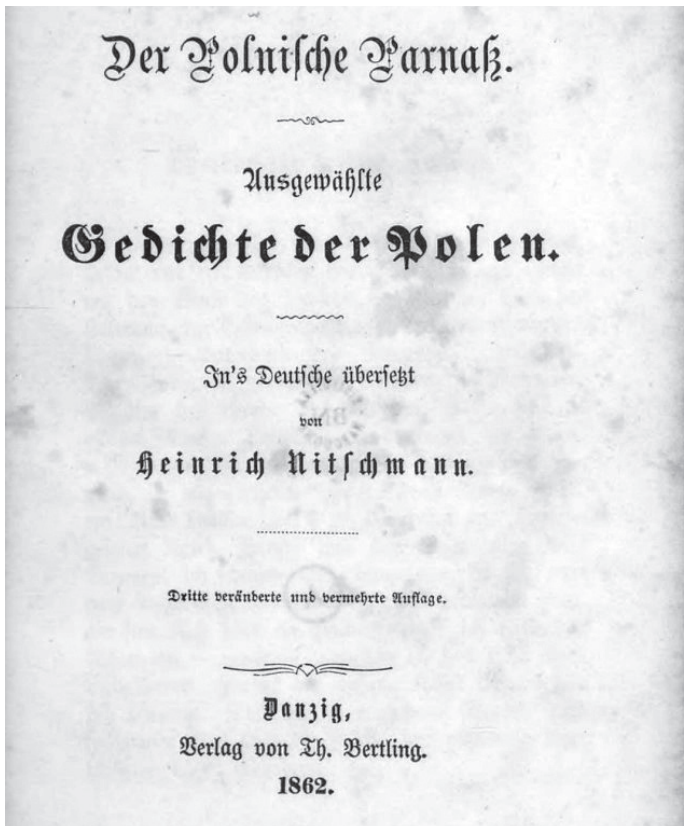 Der Polnische Parnaß.
Ausgewählte
Gedichte der Polen.
In's Deutsche übersetzt
von
Heinrich Nitschmann.
Dritte veränderte und vermehrte Auflage.
Danzig,
Verlag von Th. Bertling.
1862.